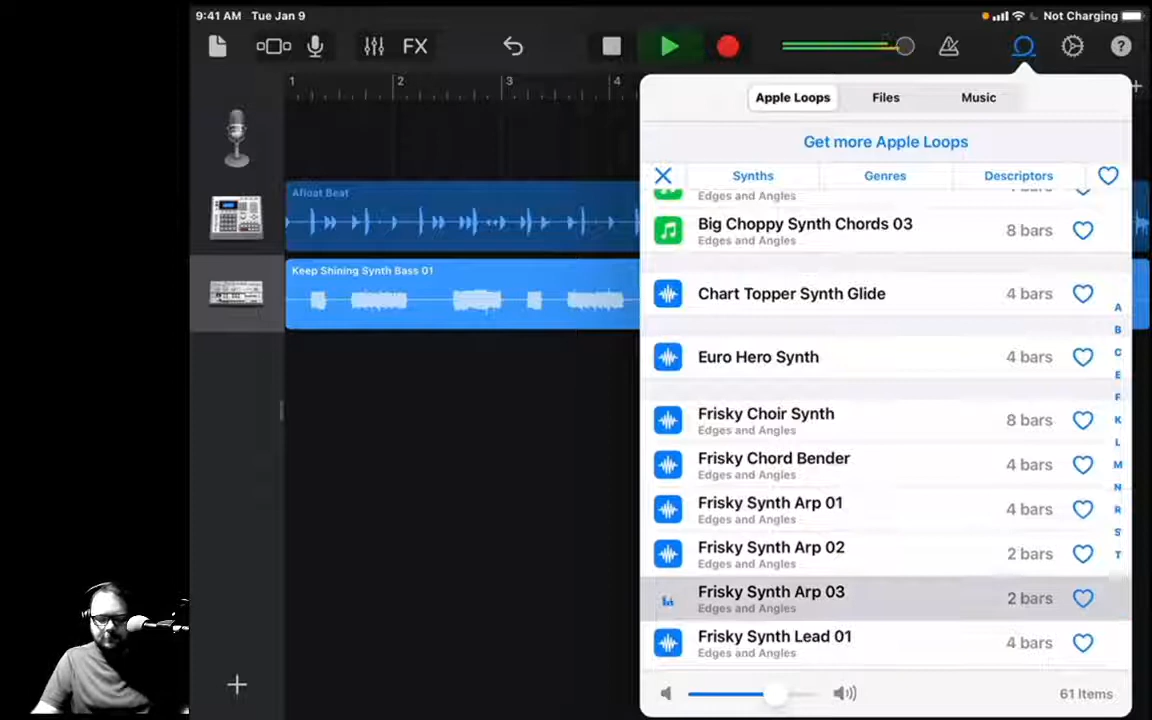 9:41 AM Tue Jan 9
Not Charging
FX
1 2 3 4
Apple Loops Files Music
Get more Apple Loops
Synths Genres Descriptors
Edges and Angles
Big Choppy Synth Chords 03
Edges and Angles
8 bars
Chart Topper Synth Glide
4 bars
Euro Hero Synth
4 bars
Frisky Choir Synth
Edges and Angles
8 bars
Frisky Chord Bender
Edges and Angles
4 bars
Frisky Synth Arp 01
Edges and Angles
4 bars
Frisky Synth Arp 02
Edges and Angles
2 bars
Frisky Synth Arp 03
Edges and Angles
2 bars
Frisky Synth Lead 01
Edges and Angles
4 bars
61 Items
A
B
C
E
F
K
L
M
N
R
S
T
Afloat Beat
Keep Shining Synth Bass 01